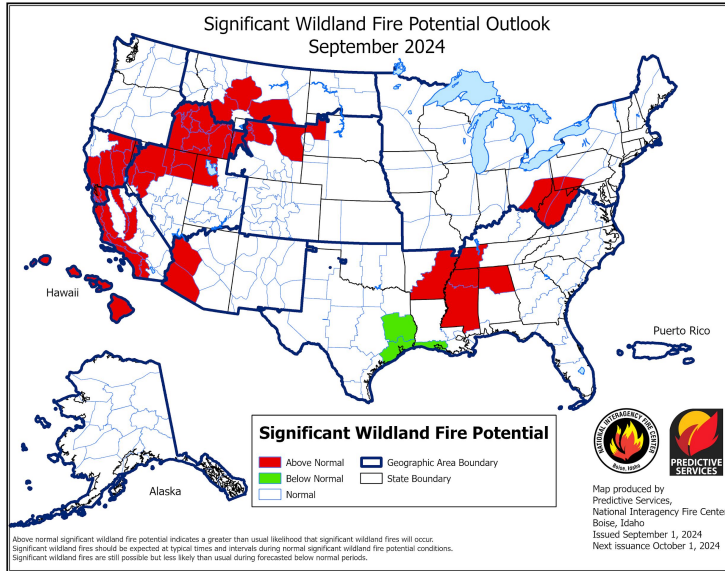 Significant Wildland Fire Potential Outlook
September 2024
Hawaii
Puerto Rico
Alaska
Significant Wildland Fire Potential
Above Normal
Below Normal
Normal
Geographic Area Boundary
State Boundary
NATIONAL INTERAGENCY FIRE CENTER
Boise, Idaho
PREDICTIVE
SERVICES
Map produced by
Predictive Services,
National Interagency Fire Cente
Boise, Idaho
Issued September 1, 2024
Next issuance October 1, 2024
Above normal significant wildland fire potential indicates a greater than usual likelihood that significant wildland fires will occur.
Significant wildland fires should be expected at typical times and intervals during normal significant wildland fire potential conditions.
Significant wildland fires are still possible but less likely than usual during forecasted below normal periods.